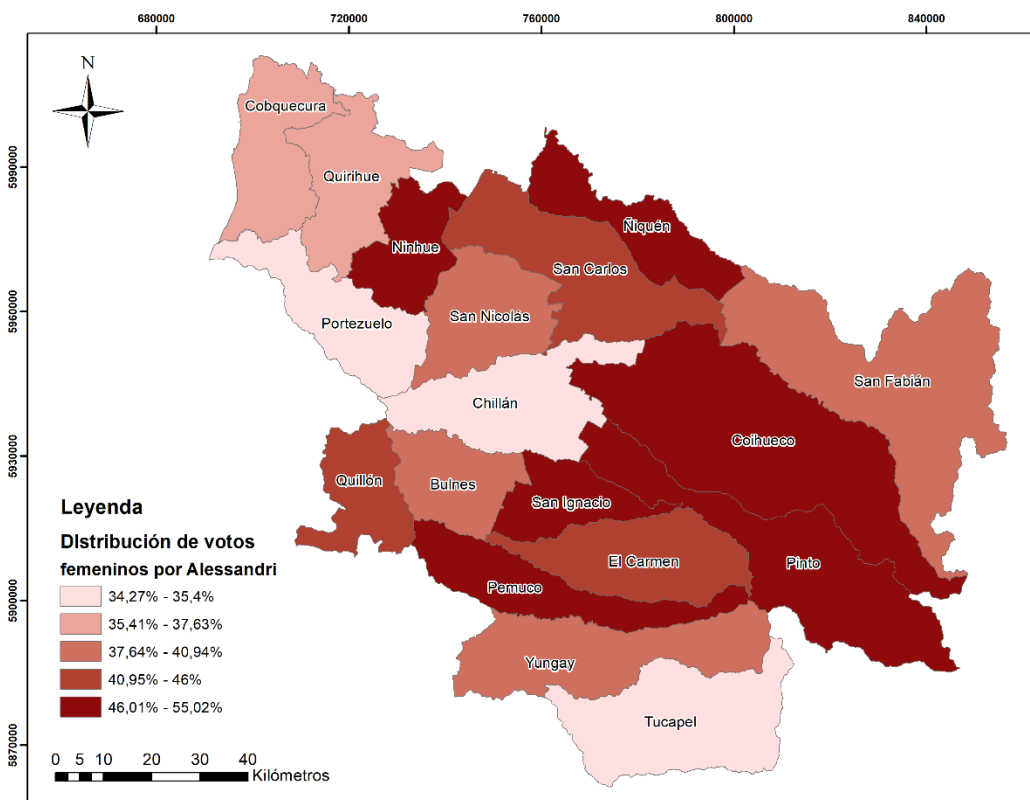 680000 720000 760000 800000 840000
N
Cobquecura
5990000
Quirihue
Ñiquén
Ninhue
San Carlos
5960000
San Nicolás
Portezuelo
San Fabián
Chillán
Coihueco
5930000
Quillón
Bulnes
San Ignacio
Leyenda
DIstribución de votos
femeninos por Alessandri
El Carmen
Pinto
Pemuco
5900000
34,27% - 35,4%
35,41% - 37,63%
37,64% - 40,94%
40,95% - 46%
46,01% - 55,02%
Yungay
Tucapel
5870000
0 5 10 20 30 40
Kilómetros